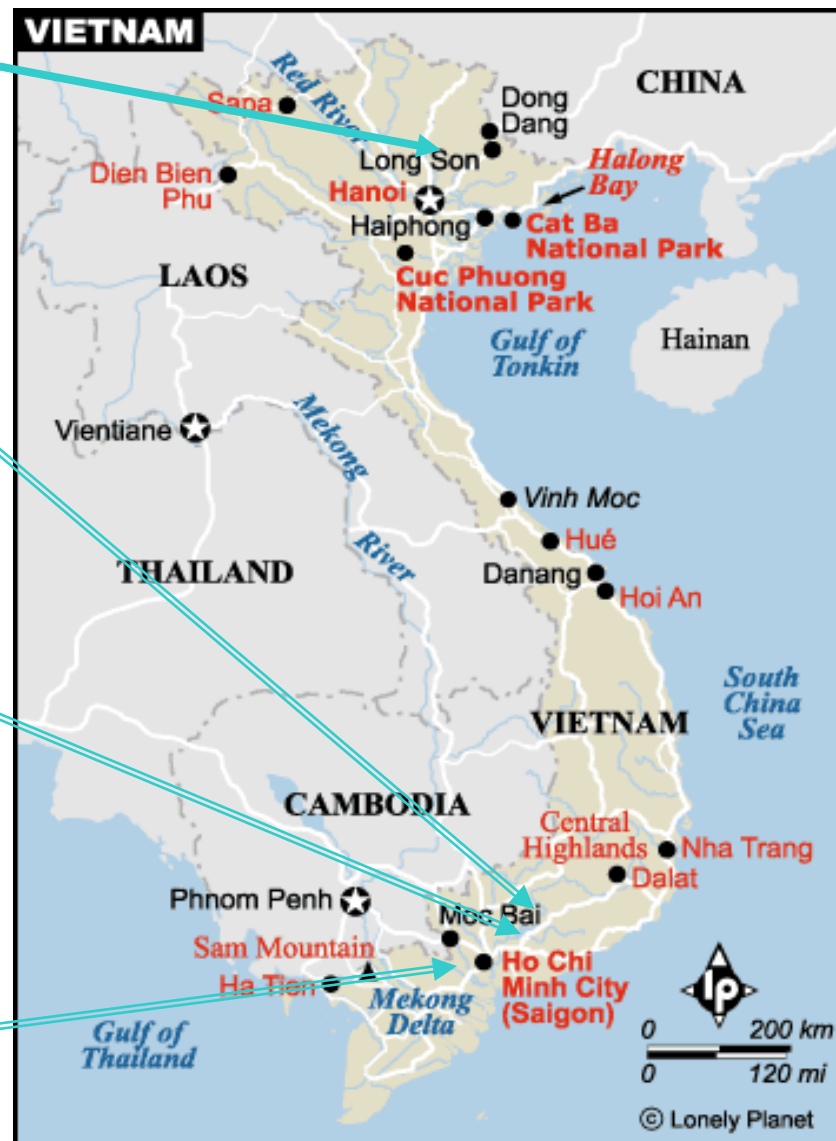 VIETNAM
CHINA
Red River
Sapa
Dong
Dang
Long Son
Halong
Bay
Dien Bien
Phu
Hanoi
Haiphong
Cat Ba
National Park
Cuc Phuong
National Park
LAOS
Gulf of
Tonkin
Hainan
Vientiane
Mekong
River
Vinh Moc
Hué
THAILAND
Danang
Hoi An
South
China
Sea
VIETNAM
CAMBODIA
Central
Highlands
Nha Trang
Dalat
Phnom Penh
Moc Bai
Sam Mountain
Ha Tien
Ho Chi
Minh City
(Saigon)
Mekong
Delta
Gulf of
Thailand
lp
0 200 km
0 120 mi
© Lonely Planet